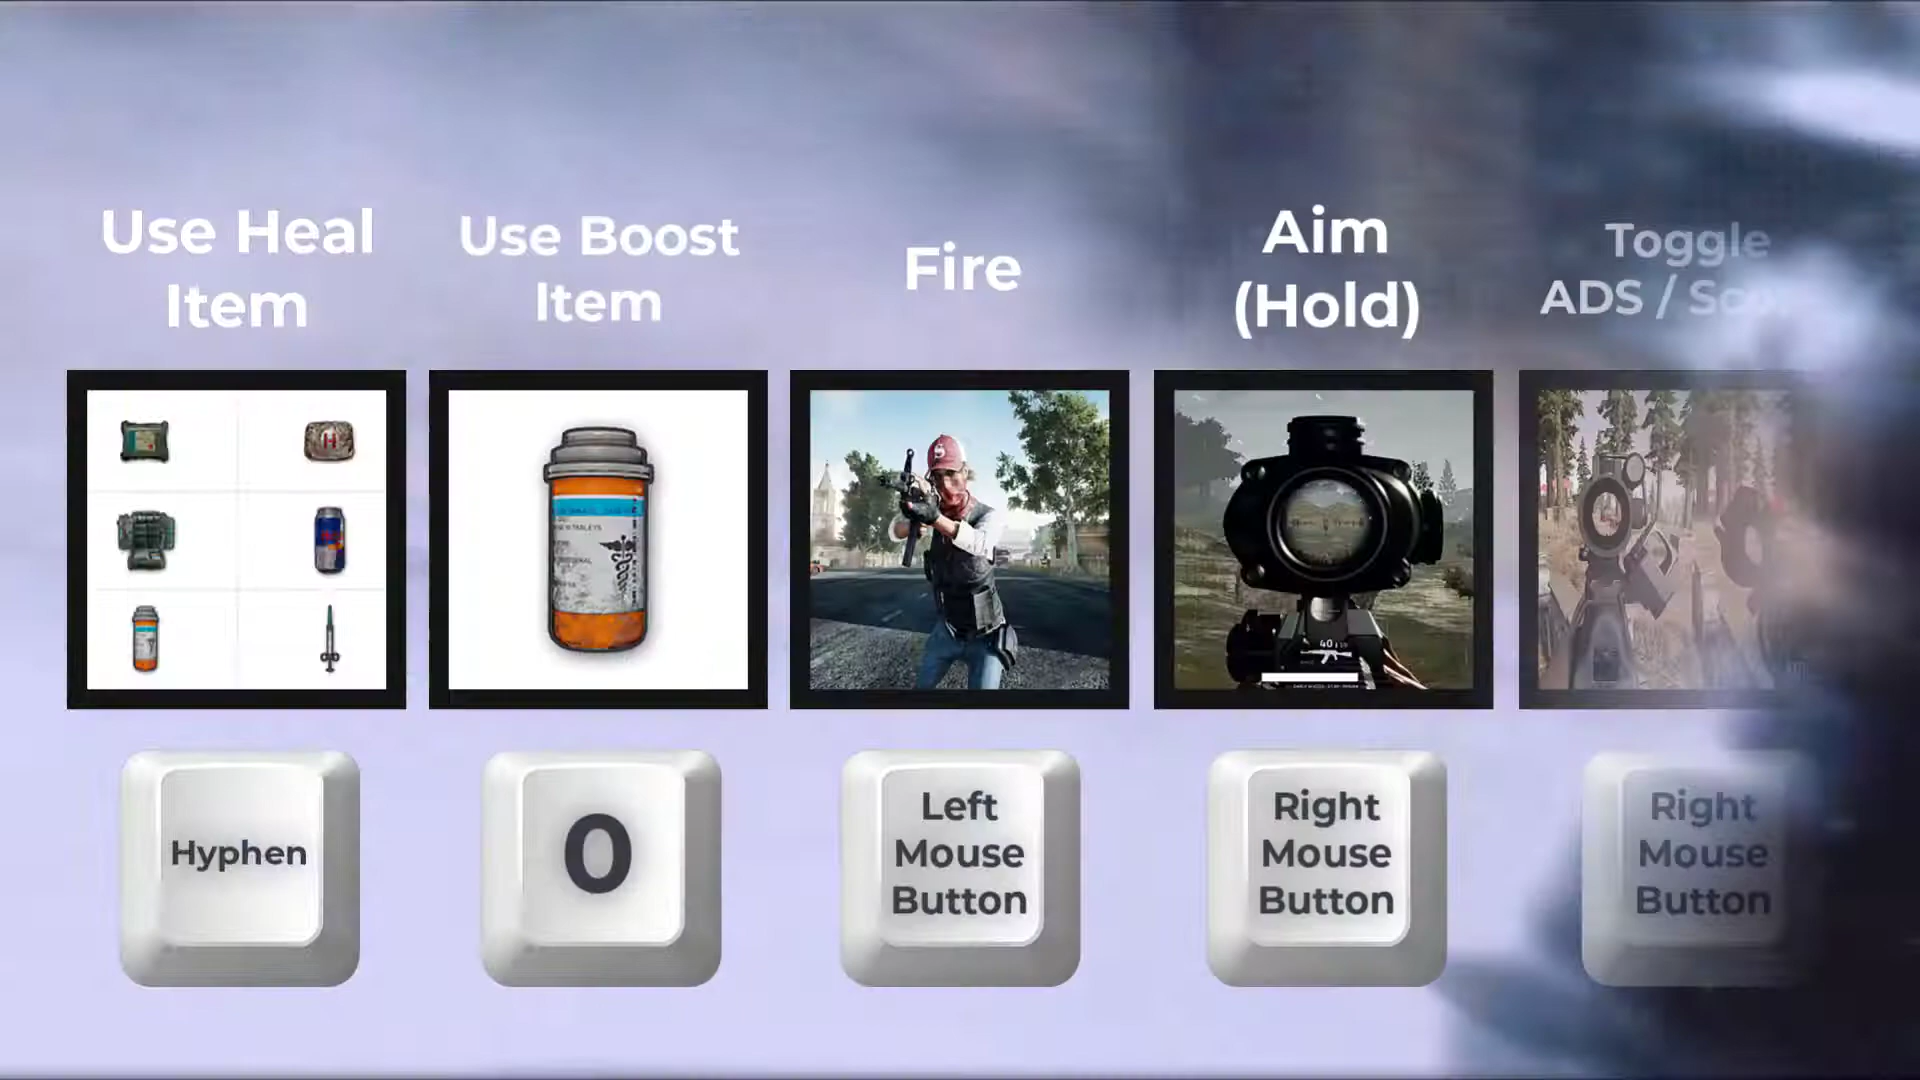 Use Heal
Item
Use Boost
Item
Fire
Aim
(Hold)
Toggle
ADS /
Hyphen
0
Left
Mouse
Button
Right
Mouse
Button
Right
Mouse
Button